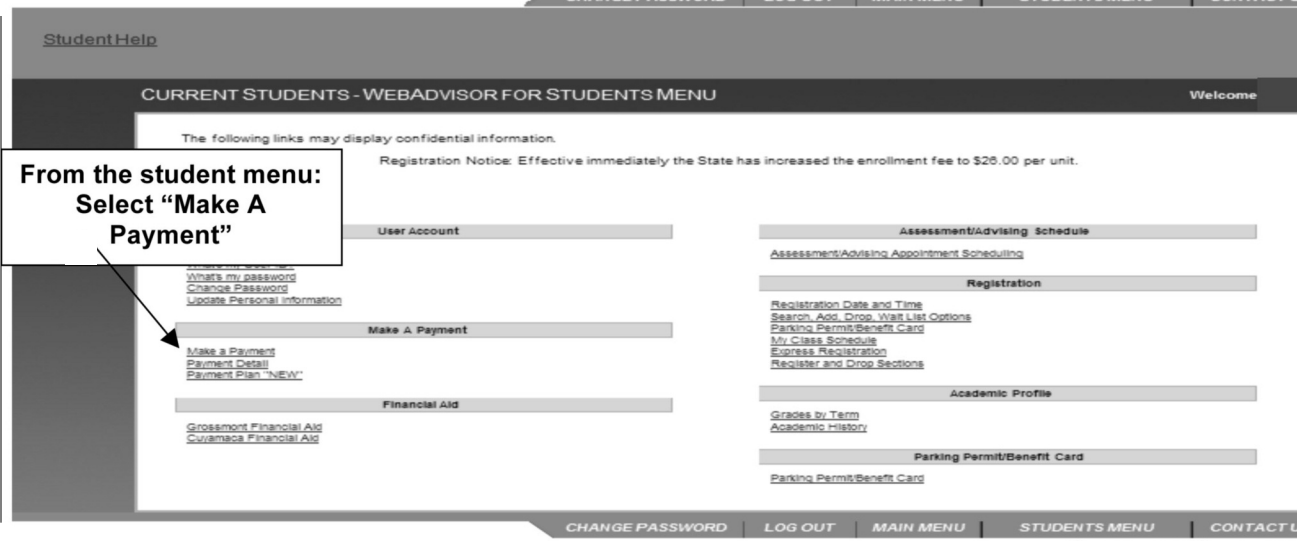 Student Help
CURRENT STUDENTS - WEBADVISOR FOR STUDENTS MENU
Welcome
The following links may display confidential information.
Registration Notice: Effective immediately the State has increased the enrollment fee to $26.00 per unit.
From the student menu:
Select “Make A
Payment”
User Account
What's my password
Change Password
Update Personal Information
Make A Payment
Make a Payment
Payment Detail
Payment Plan "NEW"
Financial Aid
Grossmont Financial Aid
Cuyamaca Financial Aid
Assessment/Advising Schedule
Assessment/Advising Appointment Scheduling
Registration
Registration Date and Time
Search, Add, Drop, Wait List Options
Parking Permit/Benefit Card
My Class Schedule
Express Registration
Register and Drop Sections
Academic Profile
Grades by Term
Academic History
Parking Permit/Benefit Card
Parking Permit/Benefit Card
CHANGE PASSWORD LOG OUT MAIN MENU STUDENTS MENU CONTACT U